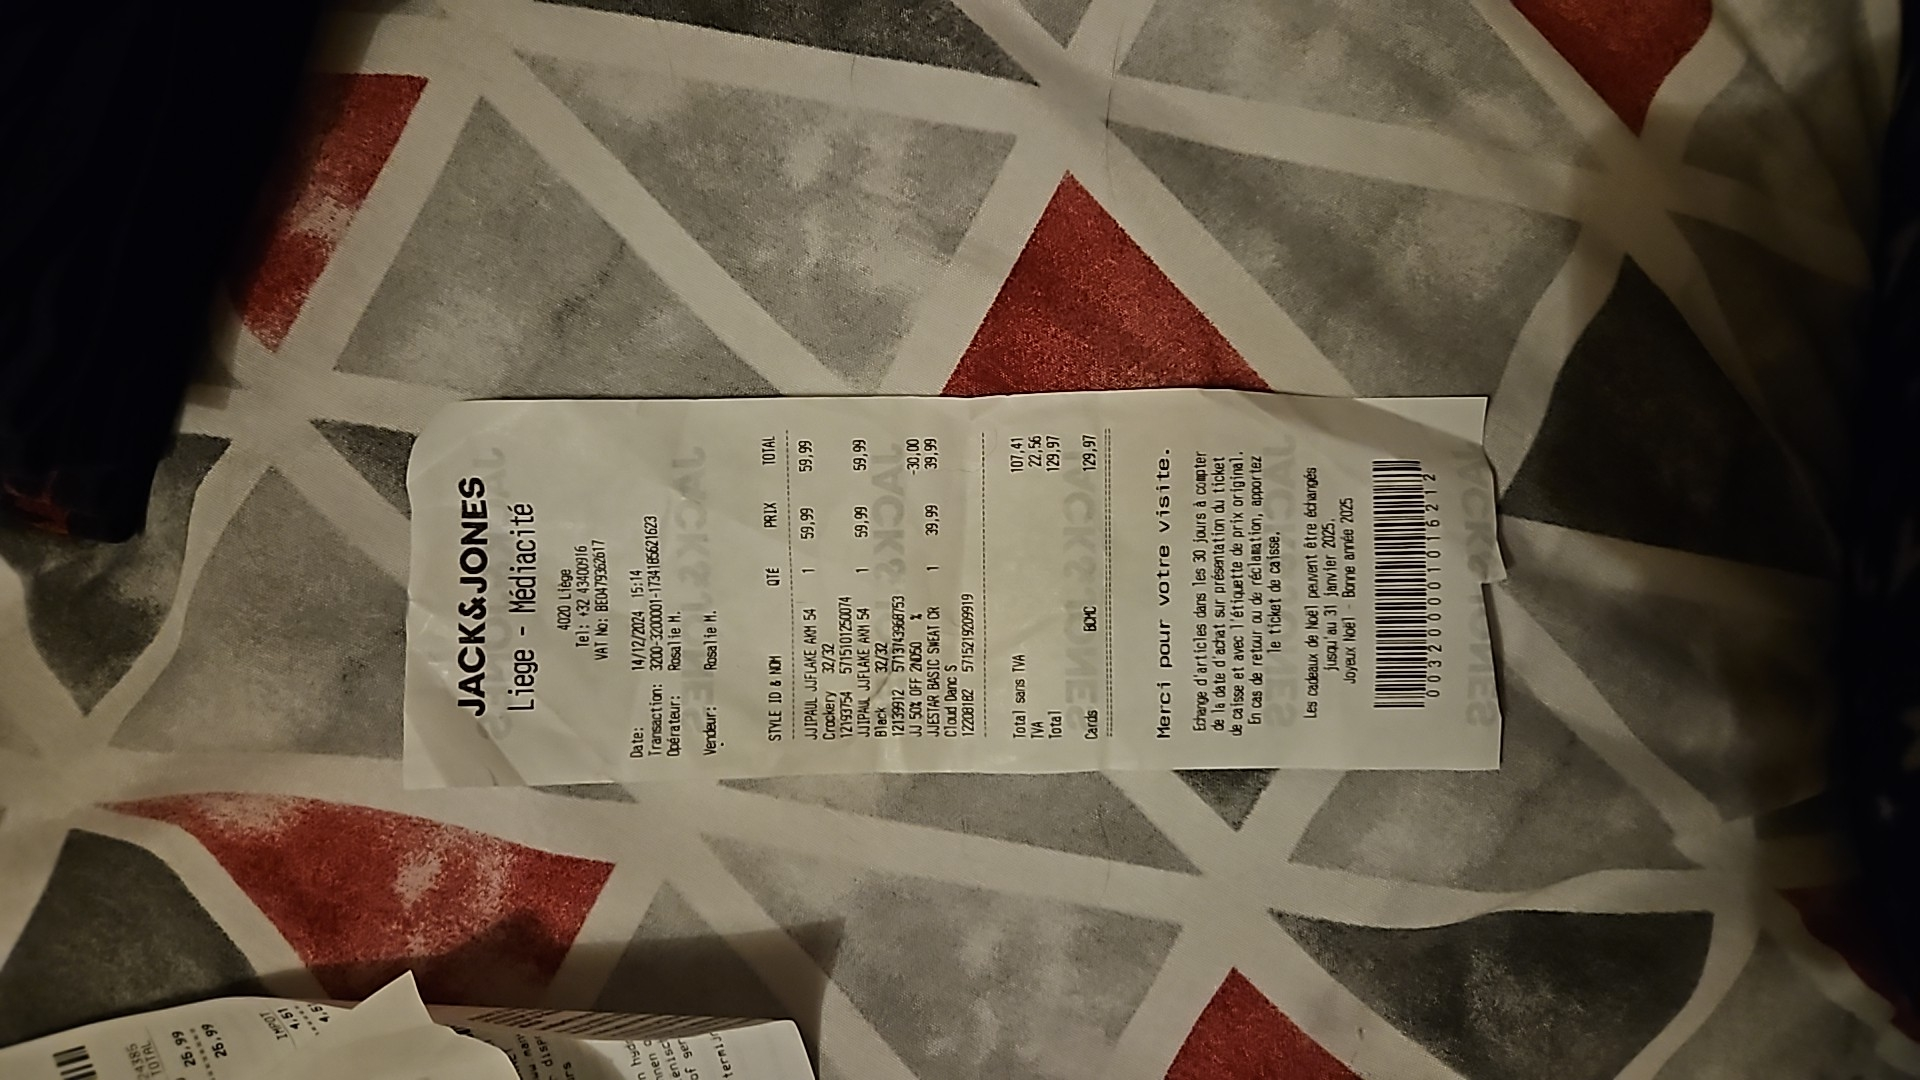 JACK&JONES
Liege - Médiacité
4020 Liège
Tel: +32 43400916
VAT No: BE0479362617
Date: 14/12/2024 15:14
Transaction: 3200-3200001-1734185621623
Opérateur: Rosalie M.
Vendeur: Rosalie M.
STYLE ID & NOM QTÉ PRIX TOTAL
JJIPAUL JJFLAKE AKM 54 1 59,99 59,99
Crockery 32/32
12193754 5715101250074
JJIPAUL JJFLAKE AKM 54 1 59,99 59,99
Black 32/32
12139912 5713743968753
JJ 50% OFF 2ND50 % -30,00
JJESTAR BASIC SWEAT CR 1 39,99 39,99
Cloud Danc S
12208182 5715219209919
Total sans TVA 107,41
TVA 22,56
Total 129,97
Cards BCMC 129,97
Merci pour votre visite.
Echange d'articles dans les 30 jours à compter
de la date d'achat sur présentation du ticket
de caisse et avec l'étiquette de prix original.
En cas de retour ou de réclamation, apportez
le ticket de caisse.
Les cadeaux de Noël peuvent être échangés
jusqu'au 31 janvier 2025.
Joyeux Noël - Bonne année 2025
0032000001016212
IMPOT
4,51
TOTAL
26,99
26,99